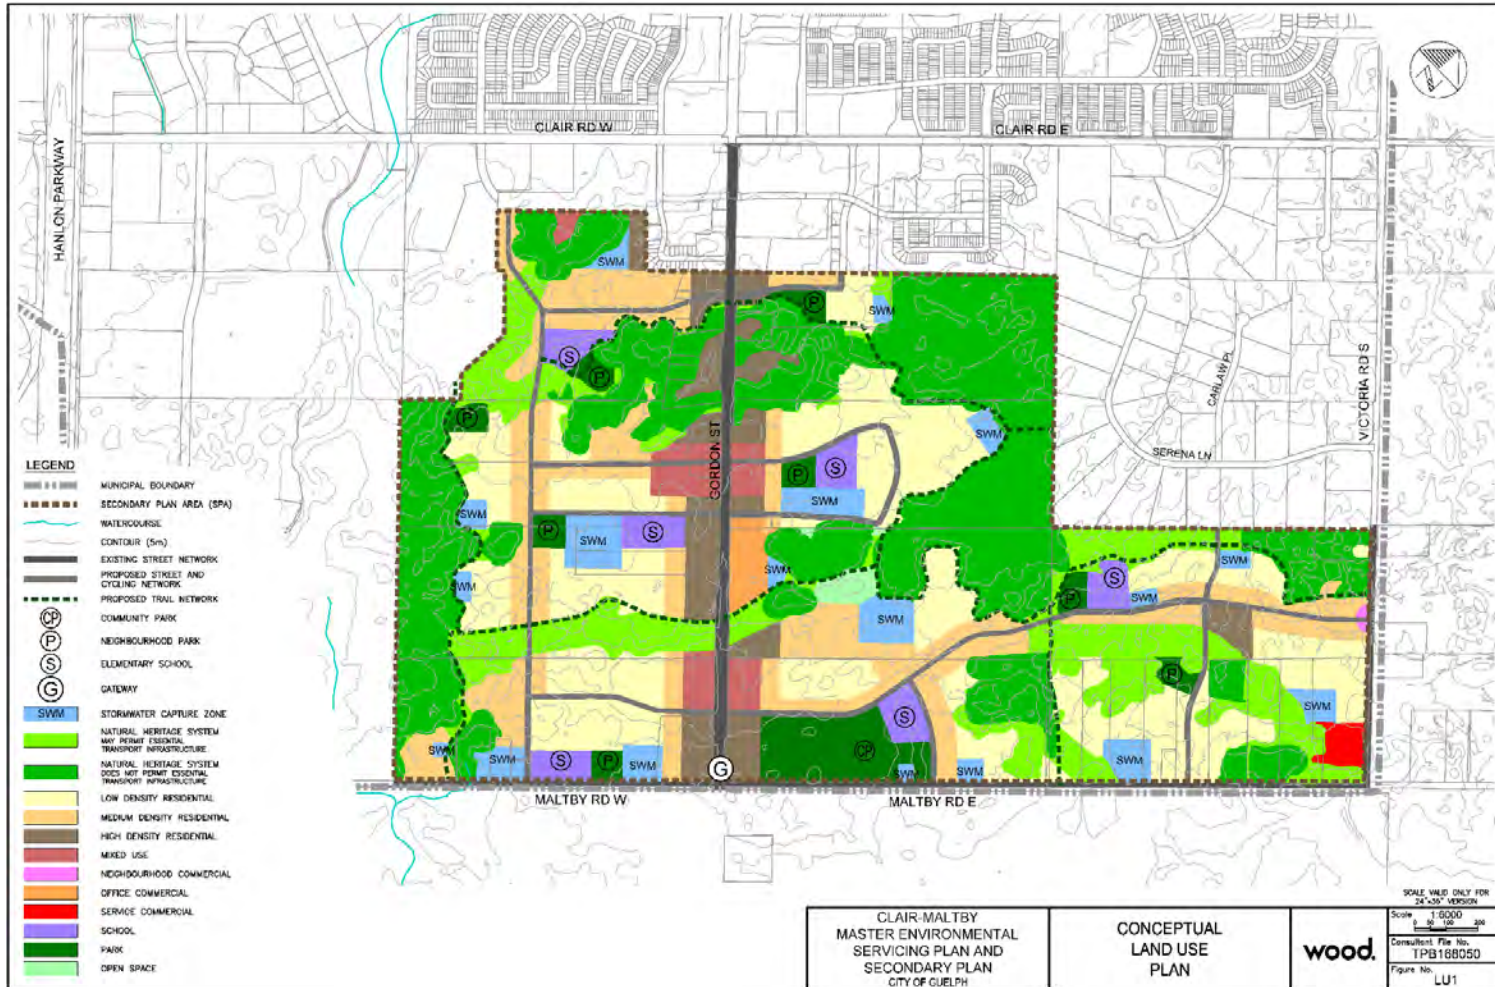 CLAIR RD W
CLAIR RD E
HANLON PARKWAY
SWM
P
SWM
S
P
P
CARLAW PL
VICTORIA RD S
GORDON ST
SWM
SERENA LN
P
S
SWM
SWM
P
SWM
S
SWM
SWM
SWM
S
P
SWM
SWM
P
SWM
S
CP
SWM
SWM
SWM
S
P
SWM
G
SWM
SWM
MALTBY RD W
MALTBY RD E
LEGEND
MUNICIPAL BOUNDARY
SECONDARY PLAN AREA (SPA)
WATERCOURSE
CONTOUR (5m)
EXISTING STREET NETWORK
PROPOSED STREET AND
CYCLING NETWORK
PROPOSED TRAIL NETWORK
CP COMMUNITY PARK
P NEIGHBOURHOOD PARK
S ELEMENTARY SCHOOL
G GATEWAY
SWM STORMWATER CAPTURE ZONE
NATURAL HERITAGE SYSTEM
MAY PERMIT ESSENTIAL
TRANSPORT INFRASTRUCTURE
NATURAL HERITAGE SYSTEM
DOES NOT PERMIT ESSENTIAL
TRANSPORT INFRASTRUCTURE
LOW DENSITY RESIDENTIAL
MEDIUM DENSITY RESIDENTIAL
HIGH DENSITY RESIDENTIAL
MIXED USE
NEIGHBOURHOOD COMMERCIAL
OFFICE COMMERCIAL
SERVICE COMMERCIAL
SCHOOL
PARK
OPEN SPACE
CLAIR-MALTBY
MASTER ENVIRONMENTAL
SERVICING PLAN AND
SECONDARY PLAN
CITY OF GUELPH
CONCEPTUAL
LAND USE
PLAN
wood.
SCALE VALID ONLY FOR
24"x36" VERSION
Scale 1:6000
0 50 100 200
Consultant File No.
TPB188050
Figure No.
LU1